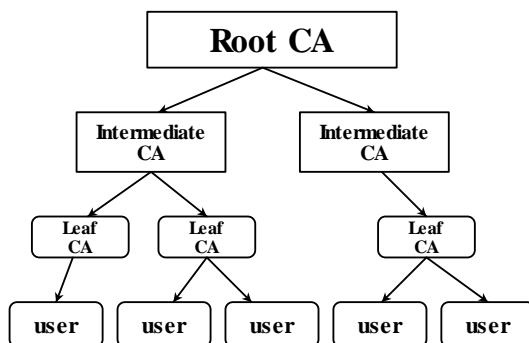 Root CA
Intermediate
CA
Intermediate
CA
Leaf
CA
Leaf
CA
Leaf
CA
user
user
user
user
user